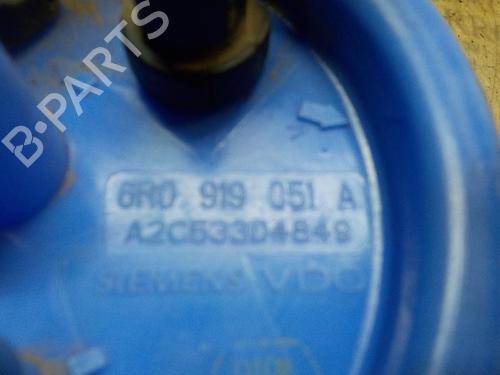 B-PARTS
6R0 919 051 A
A2C53304849
SIEMENS VDO